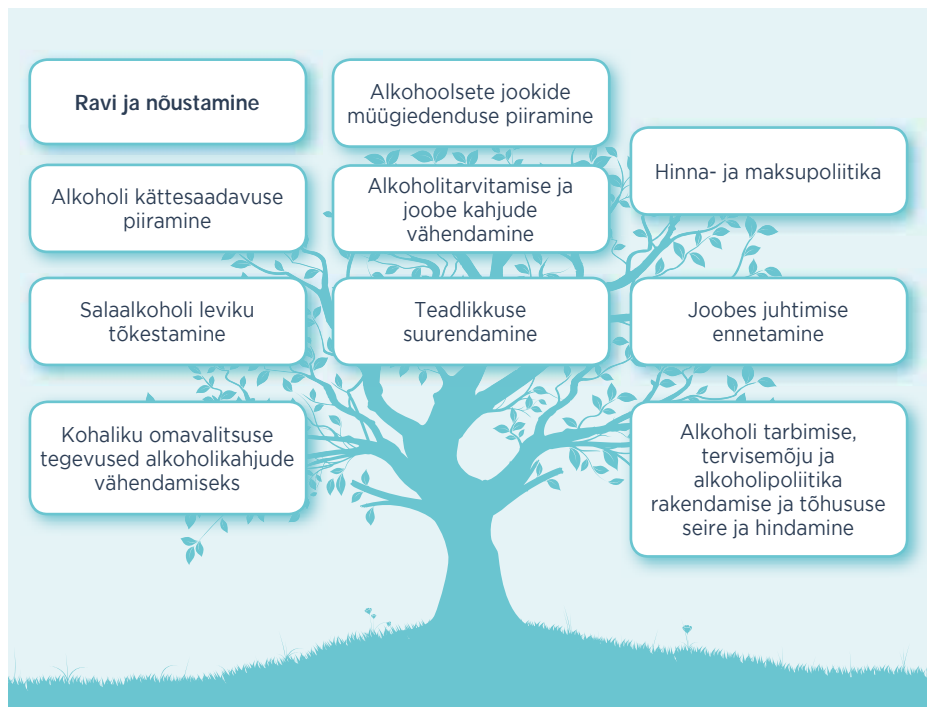 Ravi ja nõustamine
Alkoholi kättesaadavuse
piiramine
Salaalkoholi leviku
tõkestamine
Kohaliku omavalitsuse
tegevused alkoholikahjude
vähendamiseks
Alkohoolsete jookide
müügiedenduse piiramine
Alkoholitarvitamise ja
joobe kahjude
vähendamine
Teadlikkuse
suurendamine
Hinna- ja maksupoliitika
Joobes juhtimise
ennetamine
Alkoholi tarbimise,
tervisemõju ja
alkoholipoliitika
rakendamise ja tõhususe
seire ja hindamine